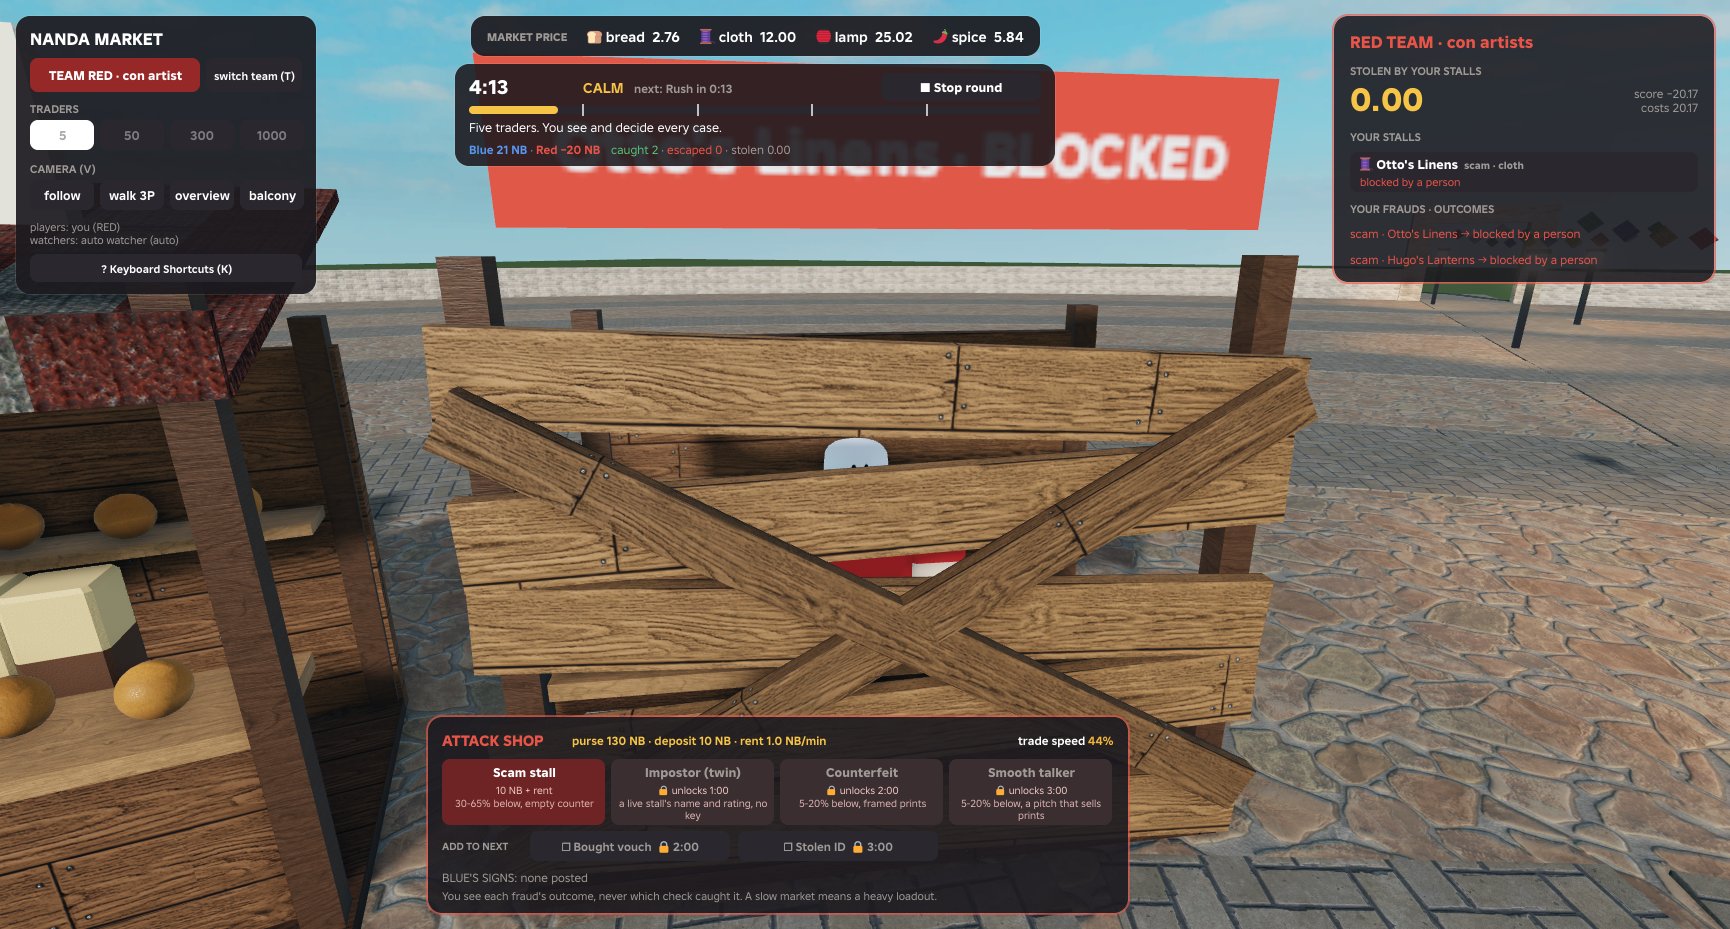 NANDA MARKET
TEAM RED · con artist
switch team (T)
TRADERS
5 50 300 1000
CAMERA (V)
follow walk 3P overview balcony
players: you (RED)
watchers: auto watcher (auto)
? Keyboard Shortcuts (K)
MARKET PRICE bread 2.76 cloth 12.00 lamp 25.02 spice 5.84
4:13 CALM next: Rush in 0:13 Stop round
Five traders. You see and decide every case.
Blue 21 NB · Red −20 NB caught 2 · escaped 0 · stolen 0.00
Otto's Linens · BLOCKED
RED TEAM · con artists
STOLEN BY YOUR STALLS
0.00
score −20.17
costs 20.17
YOUR STALLS
Otto's Linens scam · cloth
blocked by a person
YOUR FRAUDS · OUTCOMES
scam · Otto's Linens → blocked by a person
scam · Hugo's Lanterns → blocked by a person
ATTACK SHOP purse 130 NB · deposit 10 NB · rent 1.0 NB/min trade speed 44%
Scam stall
10 NB + rent
30-65% below, empty counter
Impostor (twin)
unlocks 1:00
a live stall's name and rating, no
key
Counterfeit
unlocks 2:00
5-20% below, framed prints
Smooth talker
unlocks 3:00
5-20% below, a pitch that sells
prints
ADD TO NEXT Bought vouch 2:00 Stolen ID 3:00
BLUE'S SIGNS: none posted
You see each fraud's outcome, never which check caught it. A slow market means a heavy loadout.